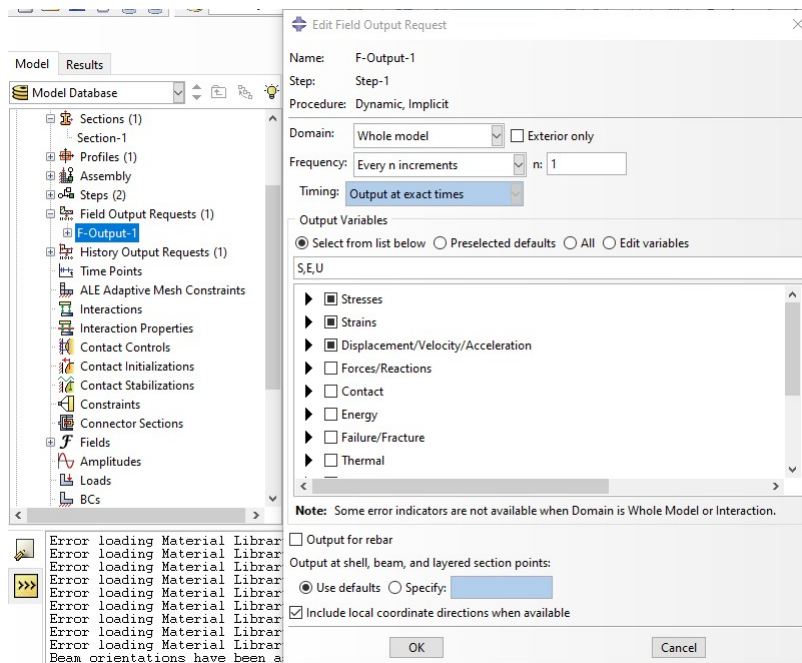 Model Results
Model Database
Sections (1)
Section-1
Profiles (1)
Assembly
Steps (2)
Field Output Requests (1)
F-Output-1
History Output Requests (1)
Time Points
ALE Adaptive Mesh Constraints
Interactions
Interaction Properties
Contact Controls
Contact Initializations
Contact Stabilizations
Constraints
Connector Sections
Fields
Amplitudes
Loads
BCs
Error loading Material Librar
Error loading Material Librar
Error loading Material Librar
Error loading Material Librar
Error loading Material Librar
Error loading Material Librar
Error loading Material Librar
Error loading Material Librar
Error loading Material Librar
Beam orientations have been a
Edit Field Output Request
Name: F-Output-1
Step: Step-1
Procedure: Dynamic, Implicit
Domain: Whole model Exterior only
Frequency: Every n increments n: 1
Timing: Output at exact times
Output Variables
Select from list below Preselected defaults All Edit variables
S,E,U
Stresses
Strains
Displacement/Velocity/Acceleration
Forces/Reactions
Contact
Energy
Failure/Fracture
Thermal
Note: Some error indicators are not available when Domain is Whole Model or Interaction.
Output for rebar
Output at shell, beam, and layered section points:
Use defaults Specify:
Include local coordinate directions when available
OK Cancel